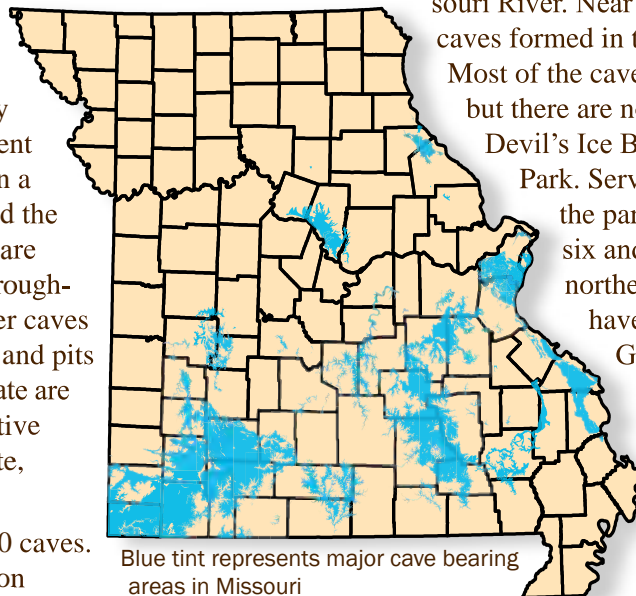 souri River. Near
caves formed in t
Most of the cave
but there are no
Devil's Ice B
Park. Serv
the par
six and
northe
have
G
y
ent
n a
d the
are
rough-
er caves
and pits
ate are
tive
te,
0 caves.
on
Blue tint represents major cave bearing
areas in Missouri